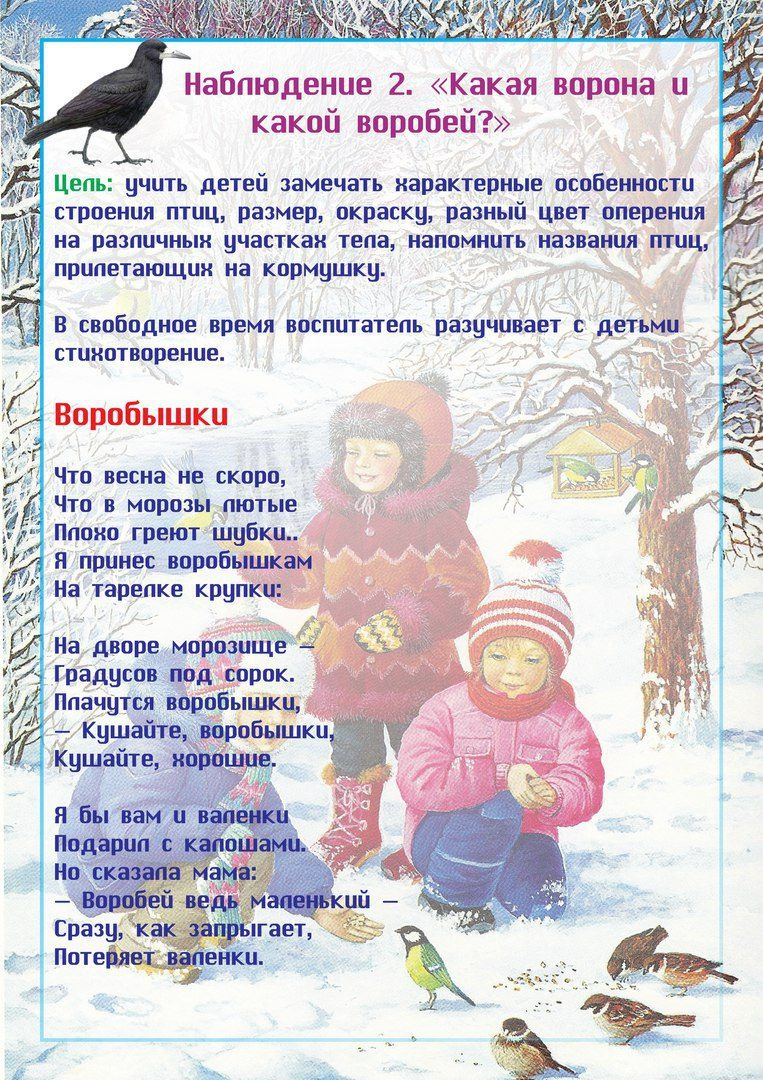 Наблюдение 2. «Какая ворона и
какой воробей?»
Цель: учить детей замечать характерные особенности
строения птиц, размер, окраску, разный цвет оперения
на различных участках тела, напомнить названия птиц,
прилетающих на кормушку.
В свободное время воспитатель разучивает с детьми
стихотворение.
Воробышки
Что весна не скоро,
Что в морозы лютые
Плохо греют шубки..
Я принес воробышкам
На тарелке крупки:
На дворе морозище –
Градусов под сорок.
Плачутся воробышки,
– Кушайте, воробышки,
Кушайте, хорошие.
Я бы вам и валенки
Подарил с калошами.
Но сказала мама:
– Воробей ведь маленький –
Сразу, как запрыгает,
Потеряет валенки.